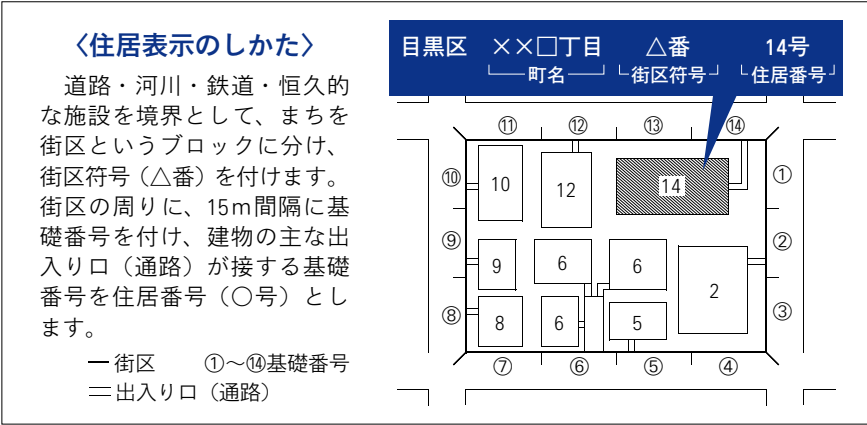 〈住居表示のしかた〉
道路・河川・鉄道・恒久的
な施設を境界として、まちを
街区というブロックに分け、
街区符号（△番）を付けます。
街区の周りに、15m間隔に基
礎番号を付け、建物の主な出
入り口（通路）が接する基礎
番号を住居番号（○号）とし
ます。
街区 ①～⑭基礎番号
出入り口（通路）
目黒区 ××□丁目 △番 14号
町名 街区符号 住居番号
⑪ ⑫ ⑬ ⑭
⑩ 10 12 14 ①
⑨ 9 6 6 2 ②
⑧ 8 6 5 ③
⑦ ⑥ ⑤ ④